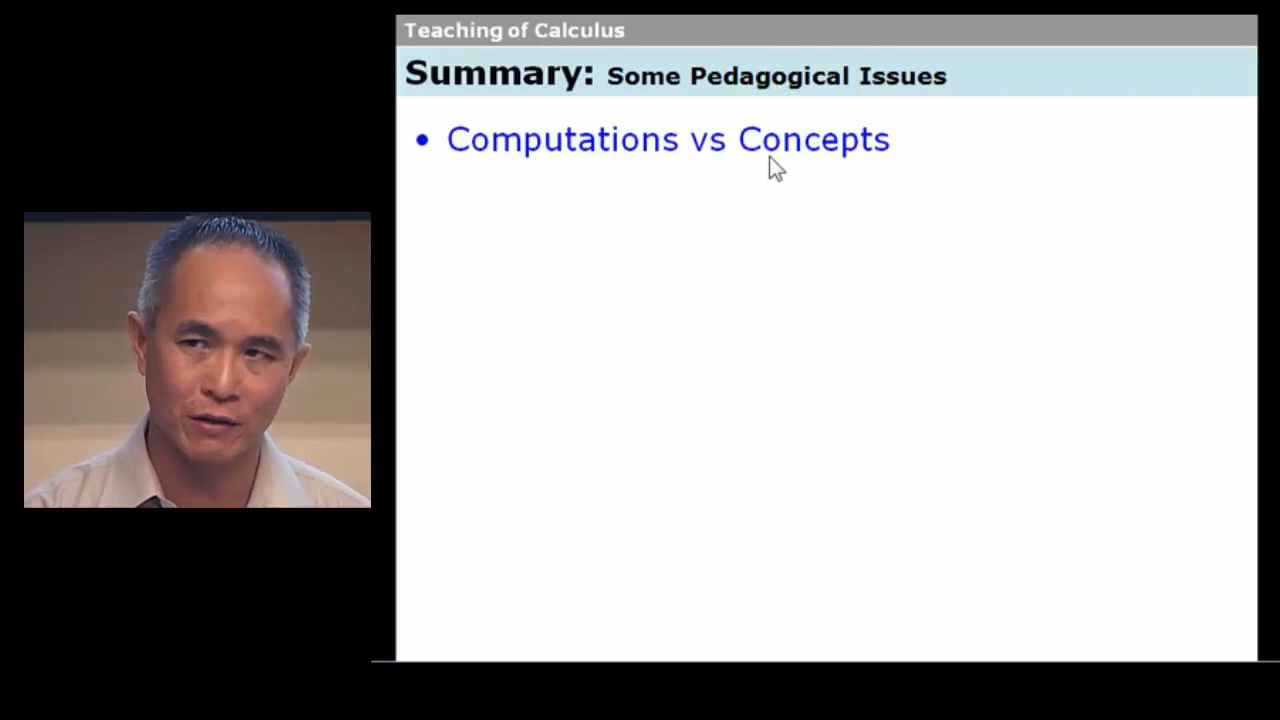 Teaching of Calculus
Summary: Some Pedagogical Issues
• Computations vs Concepts